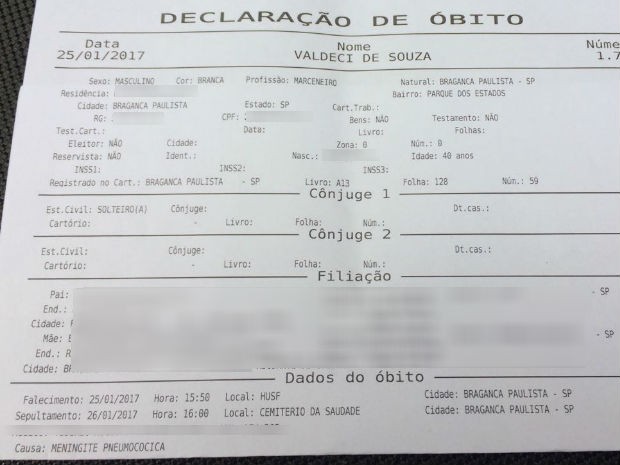 DECLARAÇÃO DE ÓBITO
Data Nome Núme
25/01/2017 VALDECI DE SOUZA 1.7
Sexo: MASCULINO Cor: BRANCA Profissião: MARCENEIRO Natural: BRAGANCA PAULISTA - SP
Residência: Bairro: PARQUE DOS ESTADOS
Cidade: BRAGANCA PAULISTA Estado: SP Cart.Trab.:
RG: CPF: Bens: NÃO Testamento: NÃO
Test.Cart.: Data: Livro: Folhas:
Eleitor: NÃO Cidade: Zona: 0 Núm.: 0
Reservista: NÃO Ident.: Nasc.: Idade: 40 anos
INSS1: INSS2: INSS3:
Registrado no Cart.: BRAGANCA PAULISTA - SP Livro: A13 Folha: 128 Núm.: 59
Cônjuge 1
Est.Civil: SOLTEIRO(A) Cônjuge: Dt.cas.:
Cartório: - Livro: Folha: Núm.:
Cônjuge 2
Est.Civil: Cônjuge: Dt.cas.:
Cartório: - Livro: Folha: Núm.:
Filiação
Pai: - SP
End.:
Cidade:
Mãe: - SP
End.: R
Cidade: BR
Dados do óbito
Falecimento: 25/01/2017 Hora: 15:50 Local: HUSF Cidade: BRAGANCA PAULISTA - SP
Sepultamento: 26/01/2017 Hora: 16:00 Local: CEMITERIO DA SAUDADE Cidade: BRAGANCA PAULISTA - SP
Causa: MENINGITE PNEUMOCOCICA